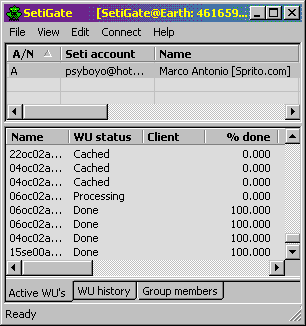 SetiGate [SetiGate@Earth: 461659...
File View Edit Connect Help
A/N Seti account Name
A psyboyo@hot... Marco Antonio [Sprito.com]
Name WU status Client % done
22oc02a... Cached 0.000
04oc02a... Cached 0.000
04oc02a... Cached 0.000
06oc02a... Processing 0.000
06oc02a... Done 100.000
06oc02a... Done 100.000
04oc02a... Done 100.000
15se00a... Done 100.000
Active WU's WU history Group members
Ready